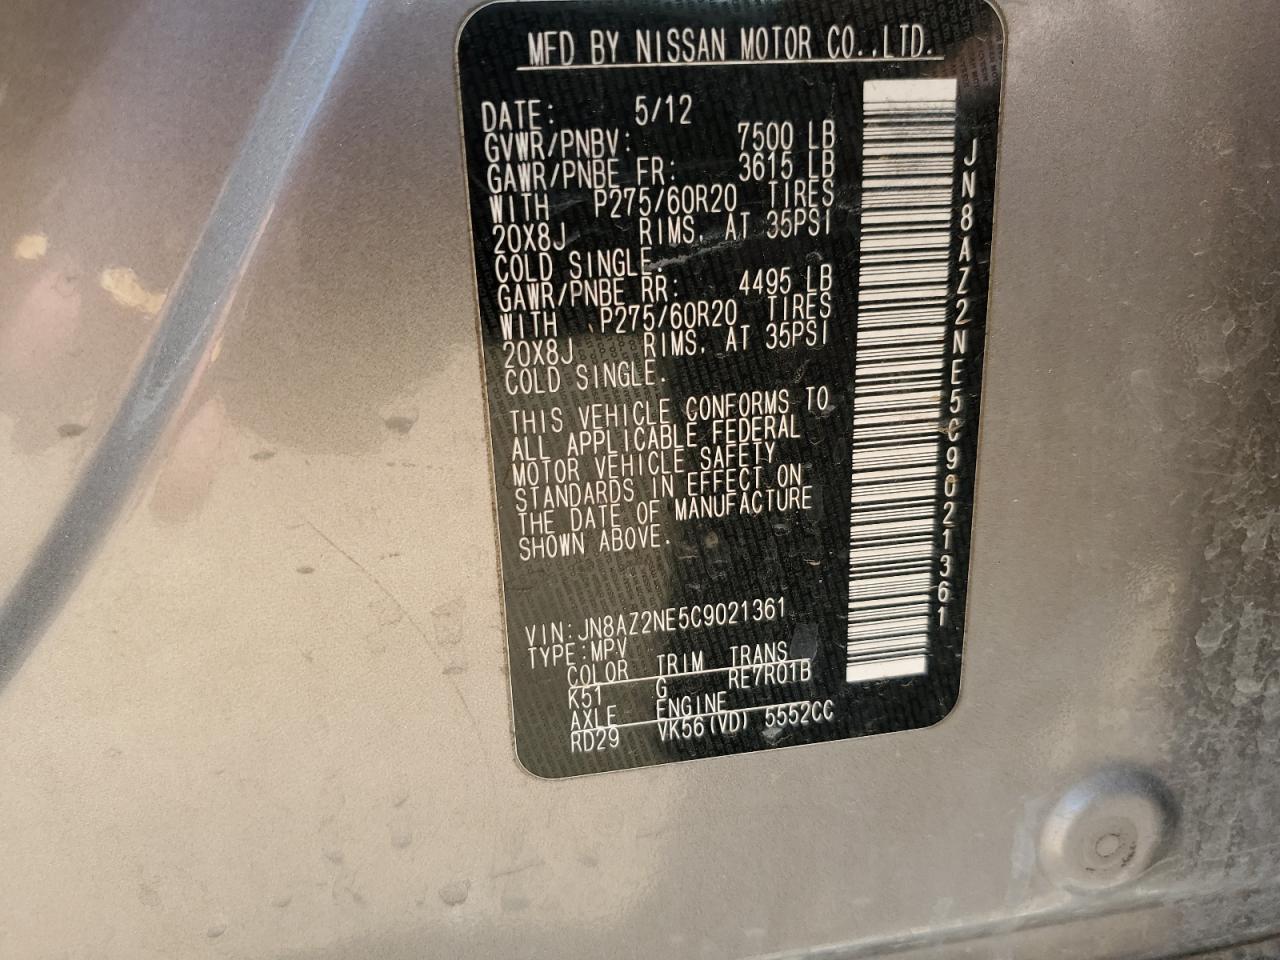 MFD BY NISSAN MOTOR CO.,LTD.
DATE: 5/12
GVWR/PNBV: 7500 LB
GAWR/PNBE FR: 3615 LB
WITH P275/60R20 TIRES
20X8J RIMS, AT 35PSI
COLD SINGLE.
GAWR/PNBE RR: 4495 LB
WITH P275/60R20 TIRES
20X8J RIMS, AT 35PSI
COLD SINGLE.
THIS VEHICLE CONFORMS TO
ALL APPLICABLE FEDERAL
MOTOR VEHICLE SAFETY
STANDARDS IN EFFECT ON
THE DATE OF MANUFACTURE
SHOWN ABOVE.
VIN:JN8AZ2NE5C9021361
TYPE:MPV
COLOR TRIM TRANS
K51 G RE7R01B
AXLE ENGINE
RD29 VK56(VD) 5552CC
JN8AZ2NE5C9021361